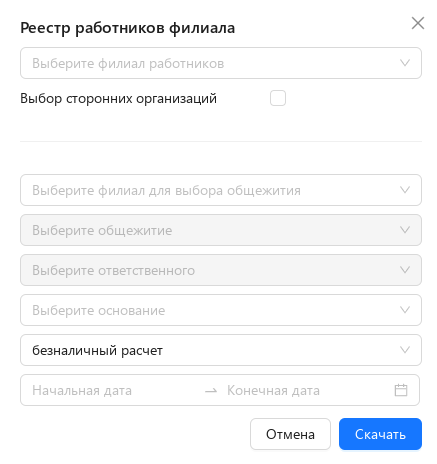 Реестр работников филиала
Выберите филиал работников
Выбор сторонних организаций
Выберите филиал для выбора общежития
Выберите общежитие
Выберите ответственного
Выберите основание
безналичный расчет
Начальная дата → Конечная дата
Отмена Скачать